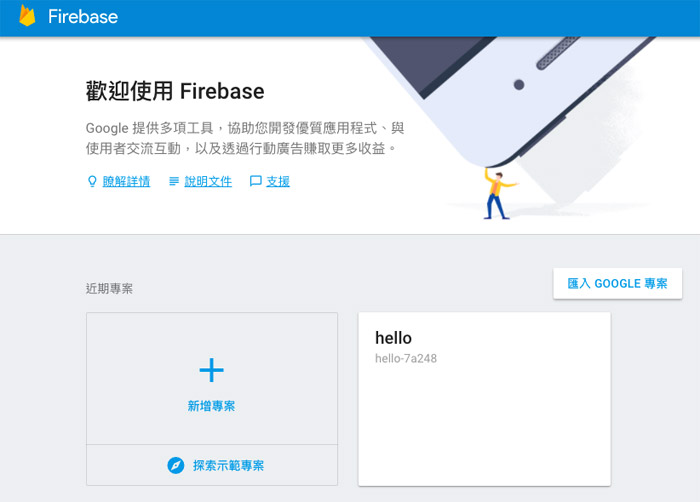 Firebase
歡迎使用 Firebase
Google 提供多項工具，協助您開發優質應用程式、與
使用者交流互動，以及透過行動廣告賺取更多收益。
瞭解詳情 說明文件 支援
近期專案
匯入 GOOGLE 專案
hello
hello-7a248
新增專案
探索示範專案